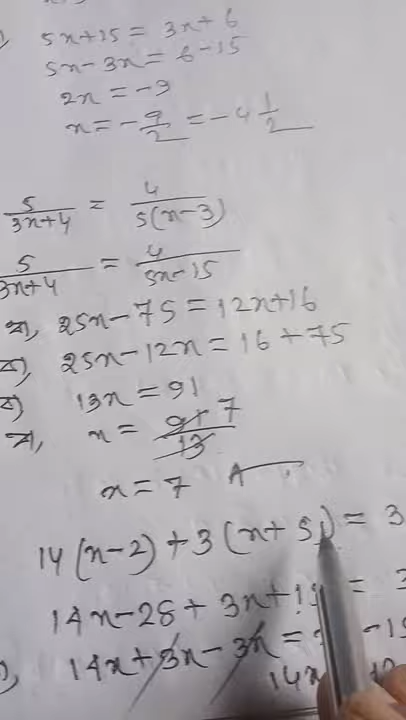 5x+15 = 3x+6
5x-3x = 6-15
2x = -9
x = -9/2 = -4 1/2
5/3x+4 = 4/5(x-3)
5/3x+4 = 4/5x-15
বা, 25x-75 = 12x+16
বা, 25x-12x = 16+75
বা, 13x = 91
বা, x = 91/13 7
x = 7 A
14(x-2)+3(x+5) = 3
14x-28+3x+15 =
14x+3x-3x =
14x